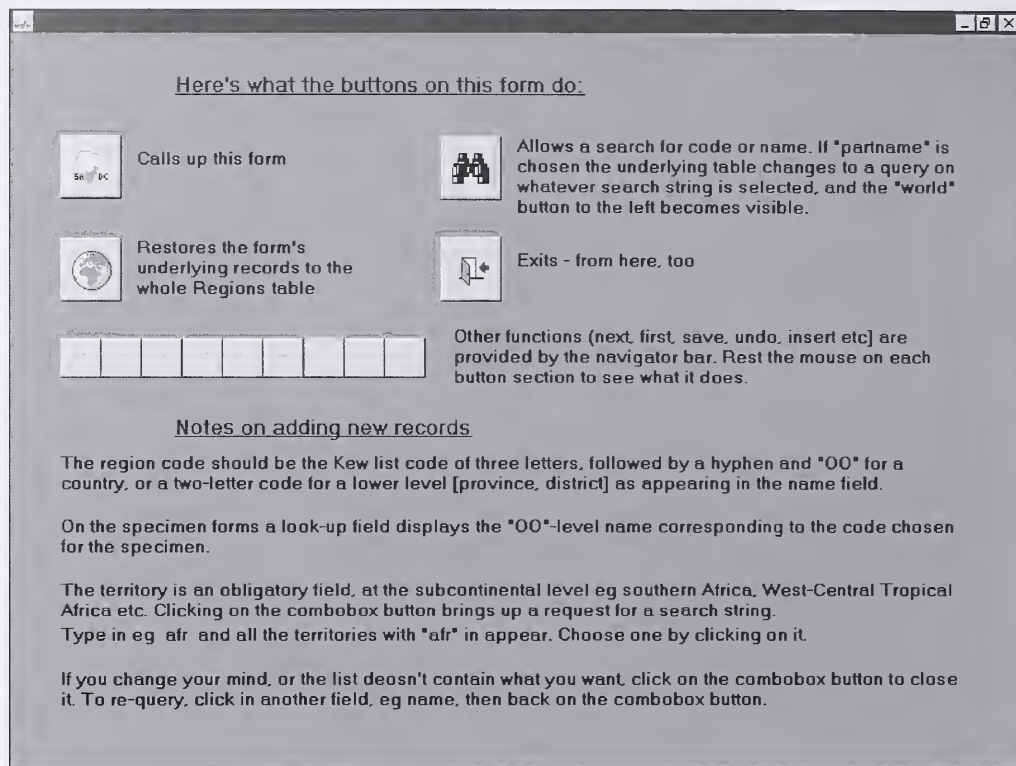 Here's what the buttons on this form do:
SA DC
Calls up this form
Allows a search for code or name. If "partname" is
chosen the underlying table changes to a query on
whatever search string is selected, and the "world"
button to the left becomes visible.
Restores the form's
underlying records to the
whole Regions table
Exits - from here, too
Other functions (next, first, save, undo, insert etc] are
provided by the navigator bar. Rest the mouse on each
button section to see what it does.
Notes on adding new records
The region code should be the Kew list code of three letters, followed by a hyphen and "OO" for a
country, or a two-letter code for a lower level [province, district] as appearing in the name field.
On the specimen forms a look-up field displays the "OO"-level name corresponding to the code chosen
for the specimen.
The territory is an obligatory field, at the subcontinental level eg southern Africa, West-Central Tropical
Africa etc. Clicking on the combobox button brings up a request for a search string.
Type in eg afr and all the territories with "afr" in appear. Choose one by clicking on it.
If you change your mind, or the list deosn't contain what you want, click on the combobox button to close
it. To re-query, click in another field, eg name, then back on the combobox button.